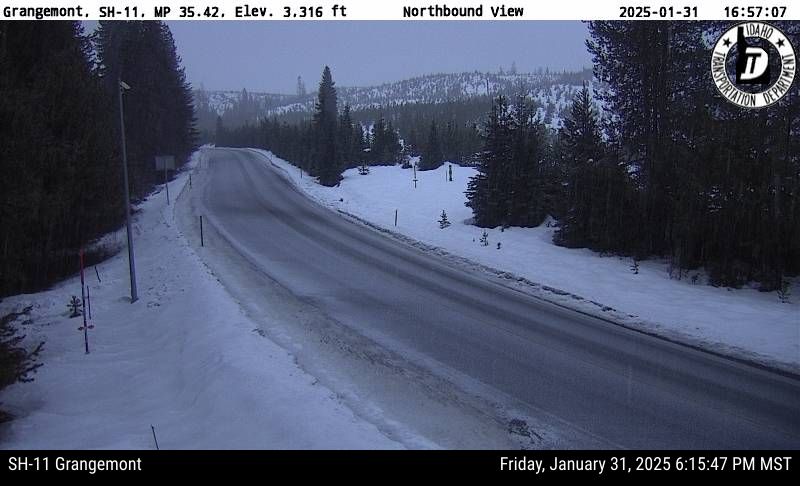 Grangemont, SH-11, MP 35.42, Elev. 3,316 ft Northbound View 2025-01-31 16:57:07
IDAHO
TRANSPORTATION DEPARTMENT
SH-11 Grangemont Friday, January 31, 2025 6:15:47 PM MST